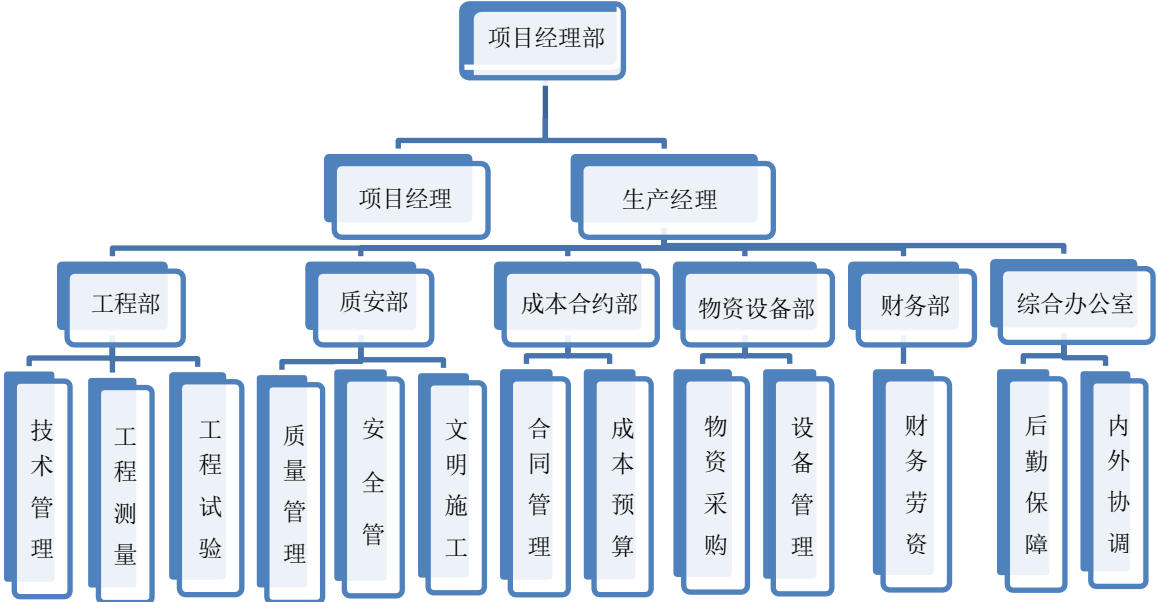 项目经理部
项目经理
生产经理
工程部
质安部
成本合约部
物资设备部
财务部
综合办公室
技术管理
工程测量
工程试验
质量管理
安全管
文明施工
合同管理
成本预算
物资采购
设备管理
财务劳资
后勤保障
内外协调